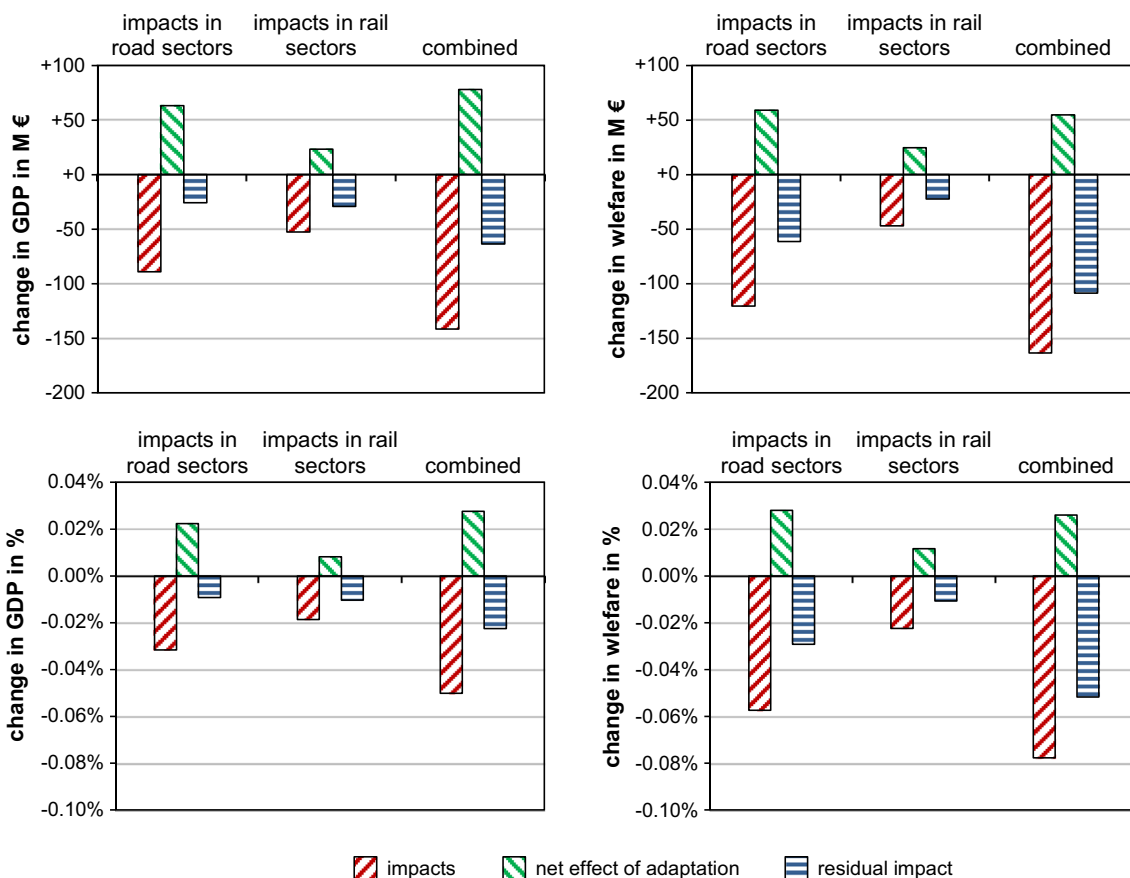 impacts in
road sectors
impacts in rail
sectors
combined
+100
+50
+0
-50
-100
-150
-200
change in GDP in M €
impacts in
road sectors
impacts in rail
sectors
combined
+100
+50
+0
-50
-100
-150
-200
change in wlefare in M €
impacts in
road sectors
impacts in rail
sectors
combined
0.04%
0.02%
0.00%
-0.02%
-0.04%
-0.06%
-0.08%
-0.10%
change in GDP in %
impacts in
road sectors
impacts in rail
sectors
combined
0.04%
0.02%
0.00%
-0.02%
-0.04%
-0.06%
-0.08%
-0.10%
change in wlefare in %
impacts net effect of adaptation residual impact